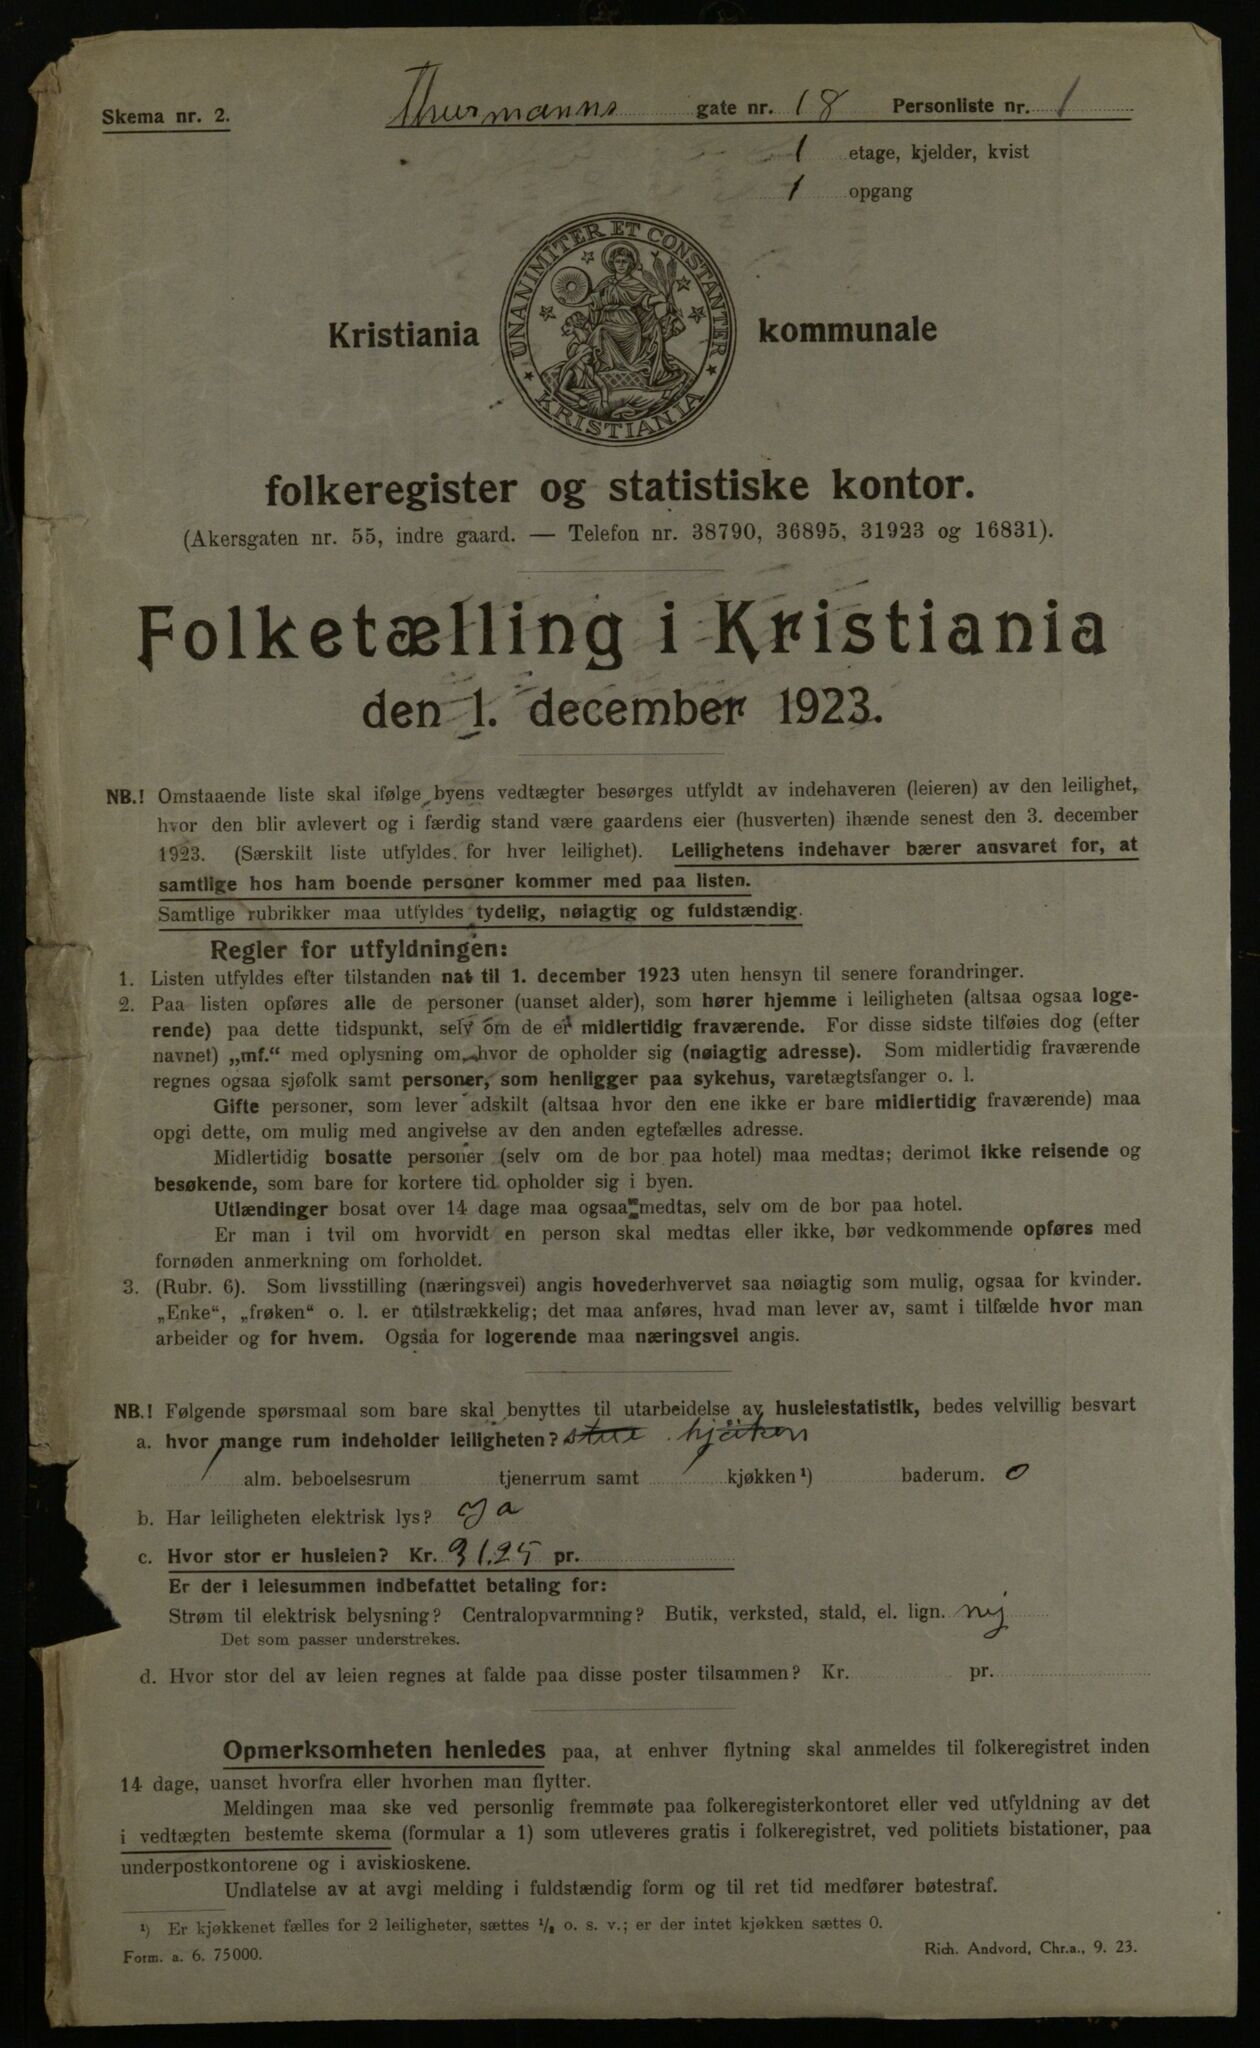 Skema nr. 2.
Thurmanns gate nr. 18 Personliste nr. 1
1 etage, kjelder, kvist
1 opgang
UNANIMITER ET CONSTANTER
KRISTIANIA
Kristiania kommunale
folkeregister og statistiske kontor.
(Akersgaten nr. 55, indre gaard. — Telefon nr. 38790, 36895, 31923 og 16831).
Folketælling i Kristiania
den 1. december 1923.
NB.! Omstaaende liste skal ifølge byens vedtægter besørges utfyldt av indehaveren (leieren) av den leilighet,
hvor den blir avlevert og i færdig stand være gaardens eier (husverten) ihænde senest den 3. december
1923. (Særskilt liste utfyldes for hver leilighet). Leilighetens indehaver bærer ansvaret for, at
samtlige hos ham boende personer kommer med paa listen.
Samtlige rubrikker maa utfyldes tydelig, nøiagtig og fuldstændig.
Regler for utfyldningen:
1. Listen utfyldes efter tilstanden nat til 1. december 1923 uten hensyn til senere forandringer.
2. Paa listen opføres alle de personer (uanset alder), som hører hjemme i leiligheten (altsaa ogsaa loge-
rende) paa dette tidspunkt, selv om de er midlertidig fraværende. For disse sidste tilføies dog (efter
navnet) „mf.“ med oplysning om, hvor de opholder sig (nøiagtig adresse). Som midlertidig fraværende
regnes ogsaa sjøfolk samt personer, som henligger paa sykehus, varetægtsfanger o. l.
Gifte personer, som lever adskilt (altsaa hvor den ene ikke er bare midlertidig fraværende) maa
opgi dette, om mulig med angivelse av den anden egtefælles adresse.
Midlertidig bosatte personer (selv om de bor paa hotel) maa medtas; derimot ikke reisende og
besøkende, som bare for kortere tid opholder sig i byen.
Utlændinger bosat over 14 dage maa ogsaa medtas, selv om de bor paa hotel.
Er man i tvil om hvorvidt en person skal medtas eller ikke, bør vedkommende opføres med
fornøden anmerkning om forholdet.
3. (Rubr. 6). Som livsstilling (næringsvei) angis hovederhvervet saa nøiagtig som mulig, ogsaa for kvinder.
„Enke“, „frøken“ o. l. er utilstrækkelig; det maa anføres, hvad man lever av, samt i tilfælde hvor man
arbeider og for hvem. Ogsaa for logerende maa næringsvei angis.
NB.! Følgende spørsmaal som bare skal benyttes til utarbeidelse av husleiestatistik, bedes velvillig besvart
a. hvor mange rum indeholder leiligheten?
1 alm. beboelsesrum tjenerrum samt 1 kjøkken ¹) baderum. 0
b. Har leiligheten elektrisk lys? Ja
c. Hvor stor er husleien? Kr. 31.25 pr.
Er der i leiesummen indbefattet betaling for:
Strøm til elektrisk belysning? Centralopvarmning? Butik, verksted, stald, el. lign. nej
Det som passer understrekes.
d. Hvor stor del av leien regnes at falde paa disse poster tilsammen? Kr. pr.
Opmerksomheten henledes paa, at enhver flytning skal anmeldes til folkeregistret inden
14 dage, uanset hvorfra eller hvorhen man flytter.
Meldingen maa ske ved personlig fremmøte paa folkeregisterkontoret eller ved utfyldning av det
i vedtægten bestemte skema (formular a 1) som utleveres gratis i folkeregistret, ved politiets bistationer, paa
underpostkontorene og i aviskioskene.
Undlatelse av at avgi melding i fuldstændig form og til ret tid medfører bøtestraf.
¹) Er kjøkkenet fælles for 2 leiligheter, sættes ½ o. s. v.; er der intet kjøkken sættes 0.
Form. a. 6. 75000. Rich. Andvord, Chr.a., 9. 23.